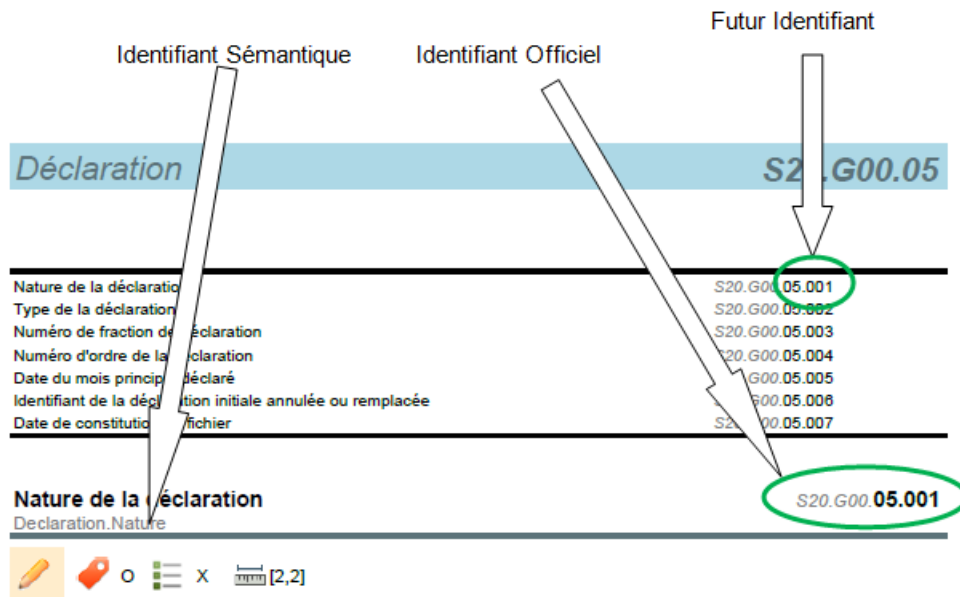 Futur Identifiant
Identifiant Sémantique Identifiant Officiel
Déclaration S20.G00.05
Nature de la déclaration S20.G00.05.001
Type de la déclaration S20.G00.05.002
Numéro de fraction de déclaration S20.G00.05.003
Numéro d'ordre de la déclaration S20.G00.05.004
Date du mois principal déclaré S20.G00.05.005
Identifiant de la déclaration initiale annulée ou remplacée S20.G00.05.006
Date de constitution du fichier S20.G00.05.007
Nature de la déclaration S20.G00.05.001
Declaration.Nature
O X [2,2]